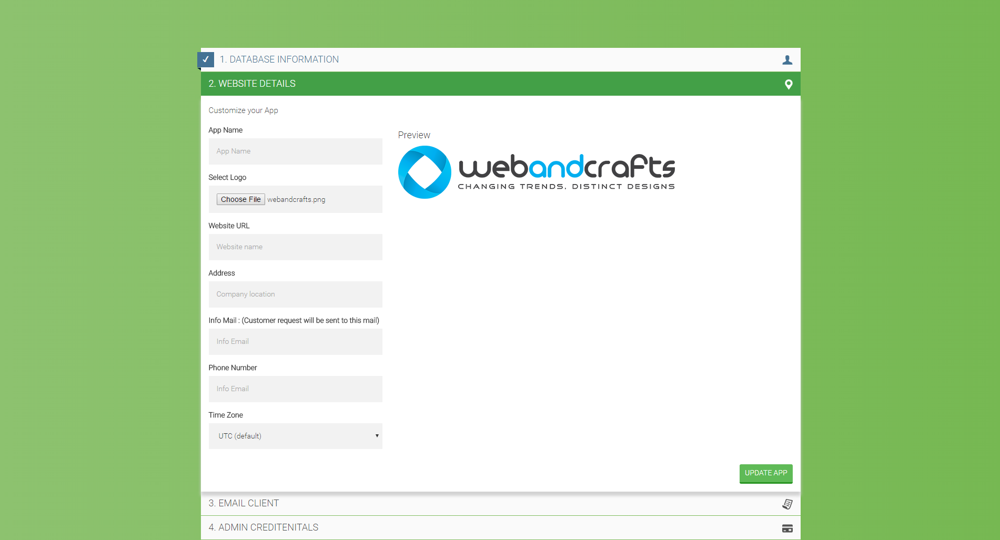 1. DATABASE INFORMATION
2. WEBSITE DETAILS
Customize your App
App Name
App Name
Select Logo
Choose File webandcrafts.png
Website URL
Website name
Address
Company location
Info Mail : (Customer request will be sent to this mail)
Info Email
Phone Number
Info Email
Time Zone
UTC (default)
Preview
webandcrafts
CHANGING TRENDS, DISTINCT DESIGNS
UPDATE APP
3. EMAIL CLIENT
4. ADMIN CREDITENITALS